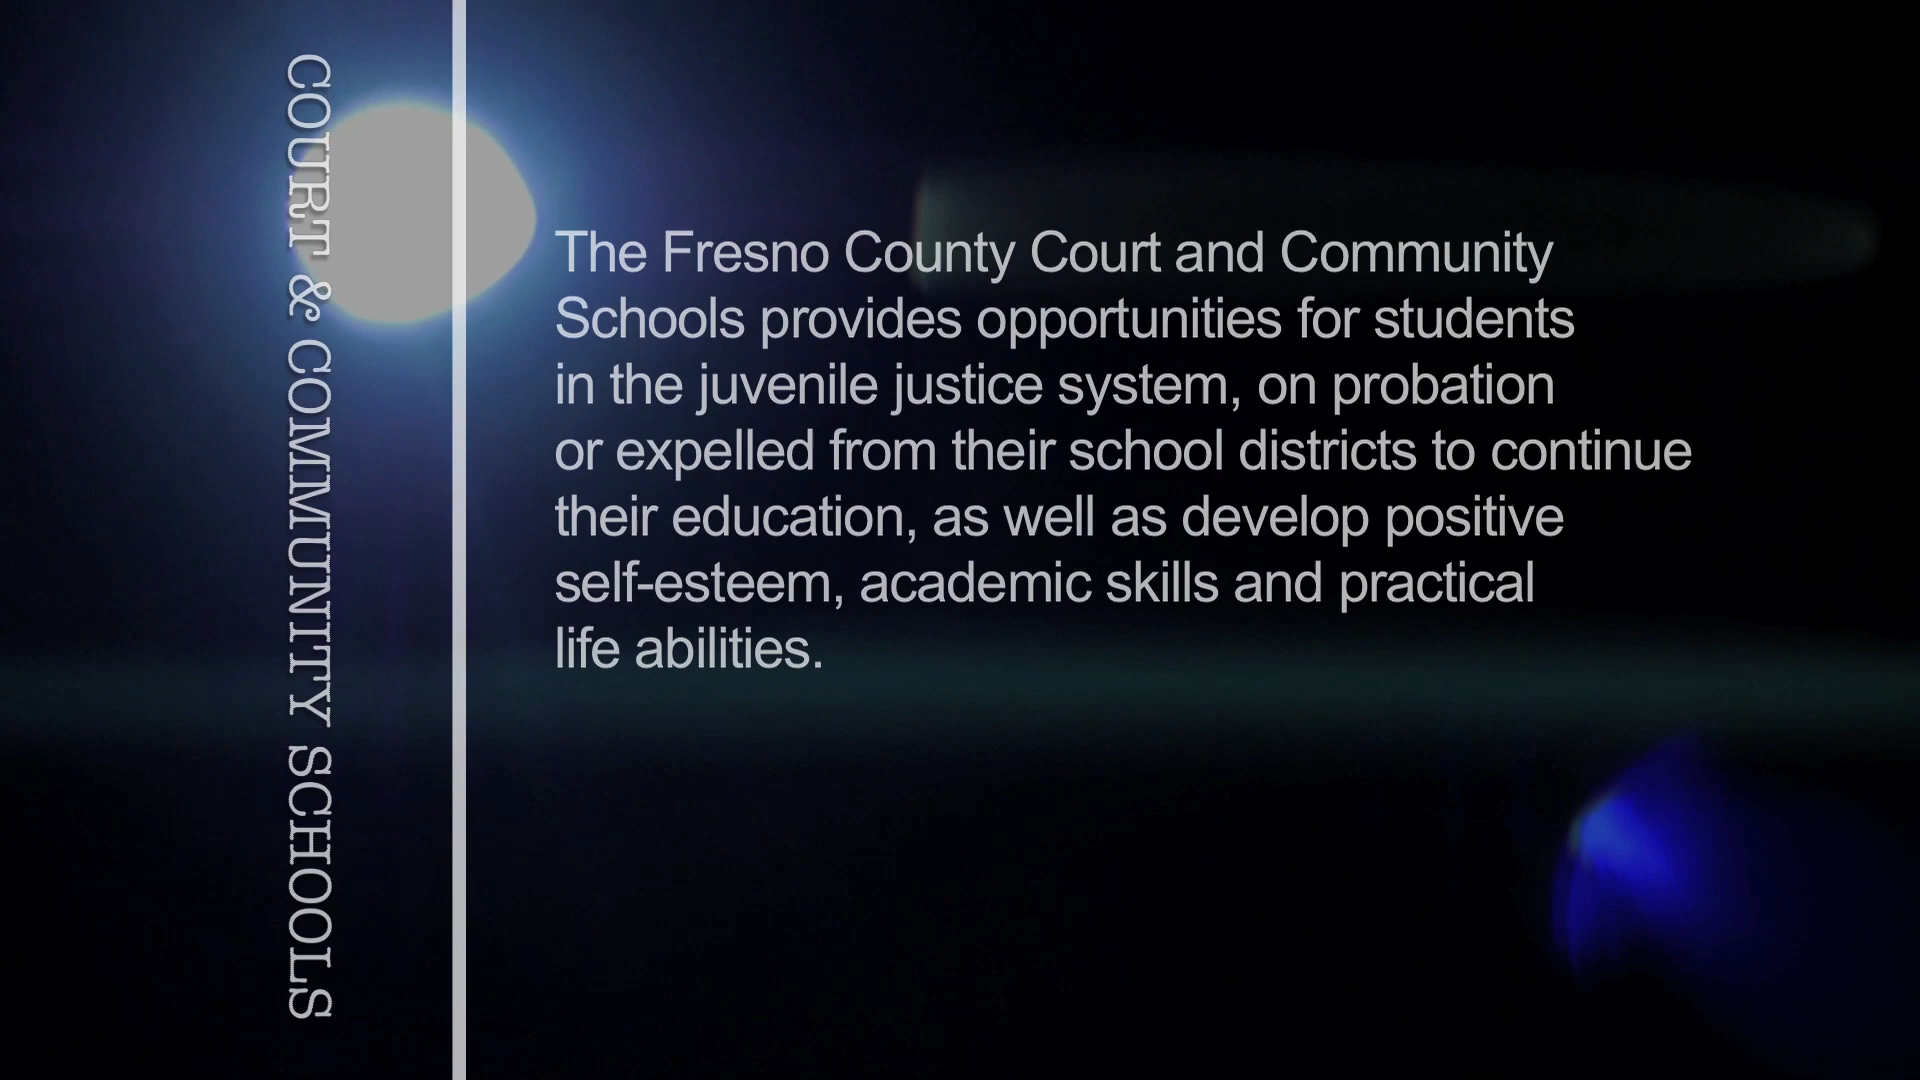 COURT & COMMUNITY SCHOOLS
The Fresno County Court and Community
Schools provides opportunities for students
in the juvenile justice system, on probation
or expelled from their school districts to continue
their education, as well as develop positive
self-esteem, academic skills and practical
life abilities.